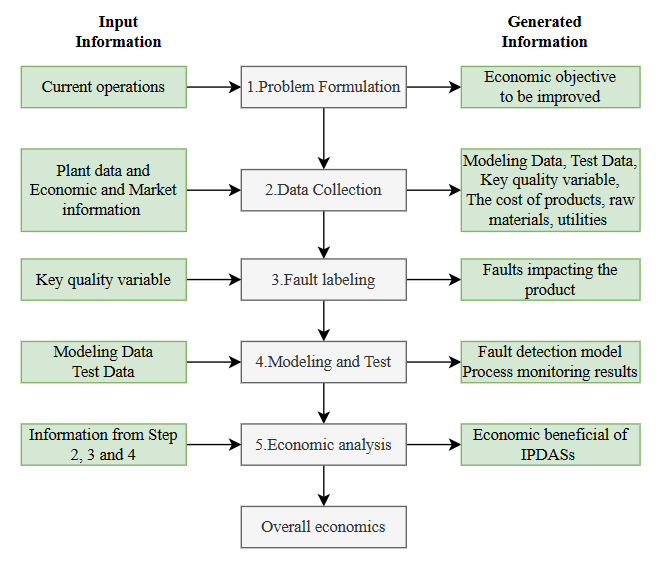 Input
Information
Generated
Information
Current operations
1.Problem Formulation
Economic objective
to be improved
Plant data and
Economic and Market
information
2.Data Collection
Modeling Data, Test Data,
Key quality variable,
The cost of products, raw
materials, utilities
Key quality variable
3.Fault labeling
Faults impacting the
product
Modeling Data
Test Data
4.Modeling and Test
Fault detection model
Process monitoring results
Information from Step
2, 3 and 4
5.Economic analysis
Economic beneficial of
IPDASs
Overall economics